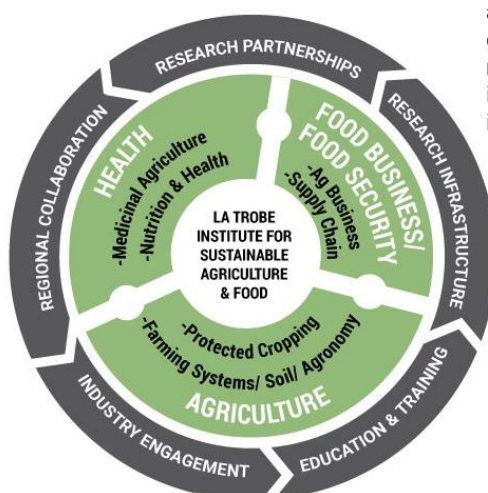 RESEARCH PARTNERSHIPS
RESEARCH INFRASTRUCTURE
EDUCATION & TRAINING
INDUSTRY ENGAGEMENT
REGIONAL COLLABORATION
HEALTH
-Medicinal Agriculture
-Nutrition & Health
FOOD BUSINESS/
FOOD SECURITY
-Ag Business
-Supply Chain
LA TROBE
INSTITUTE FOR
SUSTAINABLE
AGRICULTURE
& FOOD
-Protected Cropping
-Farming Systems/ Soil/ Agronomy
AGRICULTURE